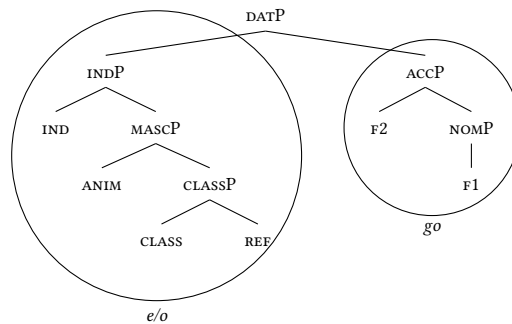 DATP
INDP ACCP
IND MASCP F2 NOMP
ANIM CLASSP F1
CLASS REF
go
e/o